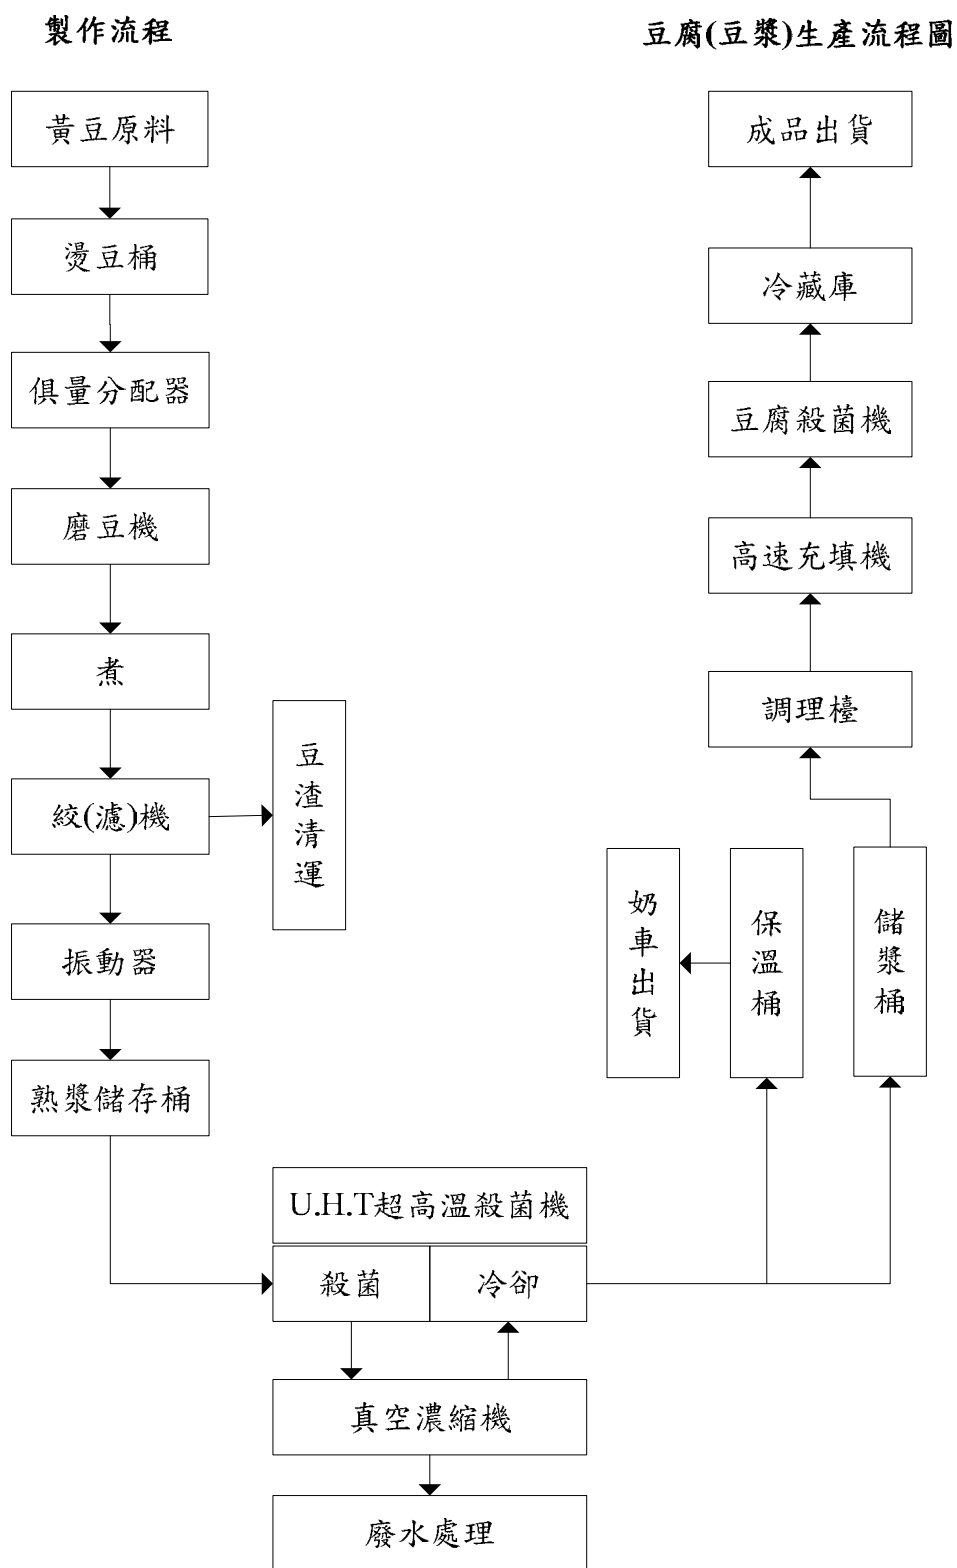 製作流程
豆腐(豆漿)生產流程圖
黃豆原料
燙豆桶
俱量分配器
磨豆機
煮
絞(濾)機
豆渣清運
振動器
熟漿儲存桶
U.H.T超高溫殺菌機
殺菌
冷卻
真空濃縮機
廢水處理
奶車出貨
保溫桶
儲漿桶
調理檯
高速充填機
豆腐殺菌機
冷藏庫
成品出貨